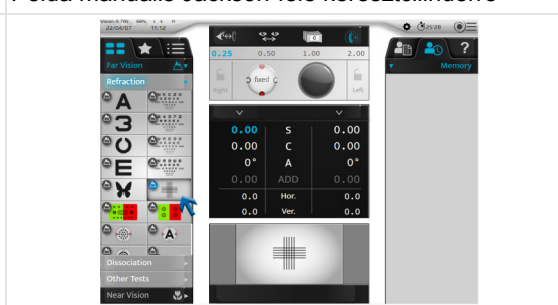 Vision S 700
22/04/07 11:12
25'28
Far Vision
Refraction
A
3
E
A
Dissociation
Other Tests
Near Vision
0.25 0.50 1.00 2.00
Right fixed Left
0.00 S 0.00
0.00 C 0.00
0° A 0°
0.00 ADD 0.00
0.0 Hor. 0.0
0.0 Ver. 0.0
?
Memory